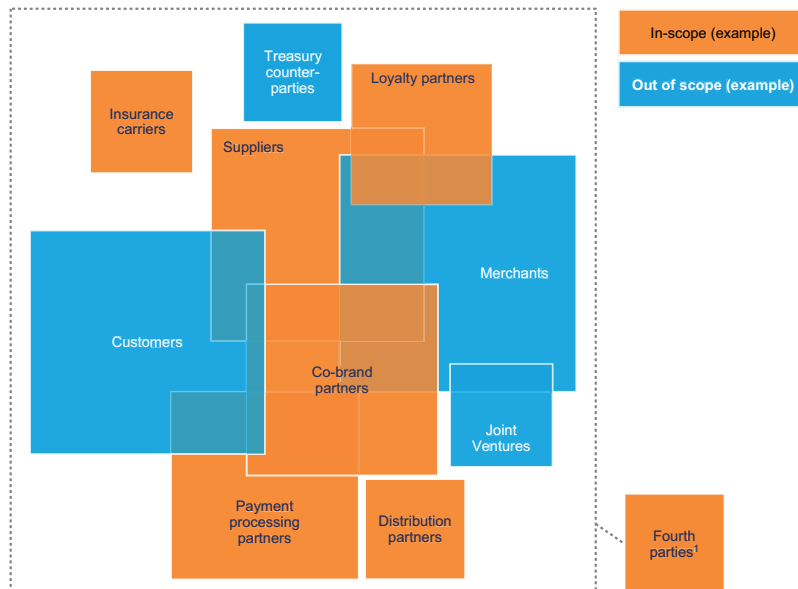 In-scope (example)
Out of scope (example)
Treasury
counter-
parties
Loyalty partners
Insurance
carriers
Suppliers
Merchants
Customers
Co-brand
partners
Joint
Ventures
Payment
processing
partners
Distribution
partners
Fourth
parties¹